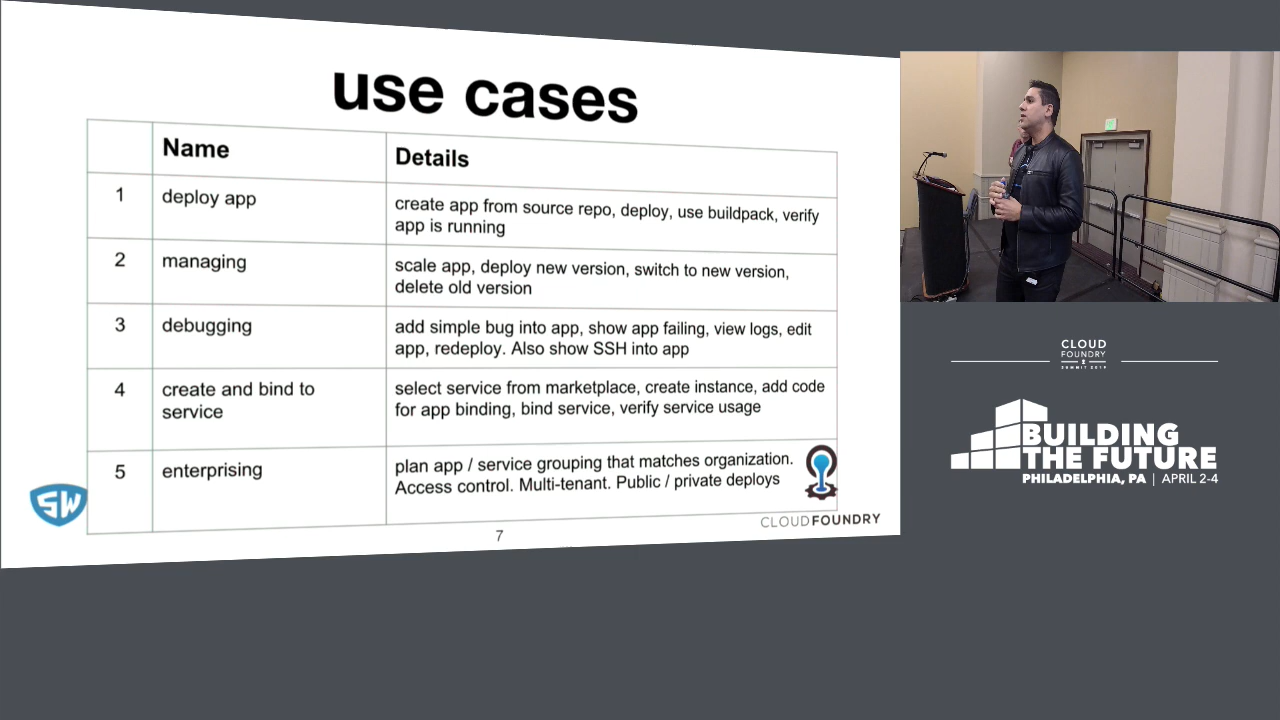 use cases
Name Details
1 deploy app create app from source repo, deploy, use buildpack, verify
app is running
2 managing scale app, deploy new version, switch to new version,
delete old version
3 debugging add simple bug into app, show app failing, view logs, edit
app, redeploy. Also show SSH into app
4 create and bind to select service from marketplace, create instance, add code
service for app binding, bind service, verify service usage
5 enterprising plan app / service grouping that matches organization.
Access control. Multi-tenant. Public / private deploys
SW
CLOUDFOUNDRY
7
CLOUD
FOUNDRY
SUMMIT 2019
BUILDING
THE FUTURE
PHILADELPHIA, PA | APRIL 2-4